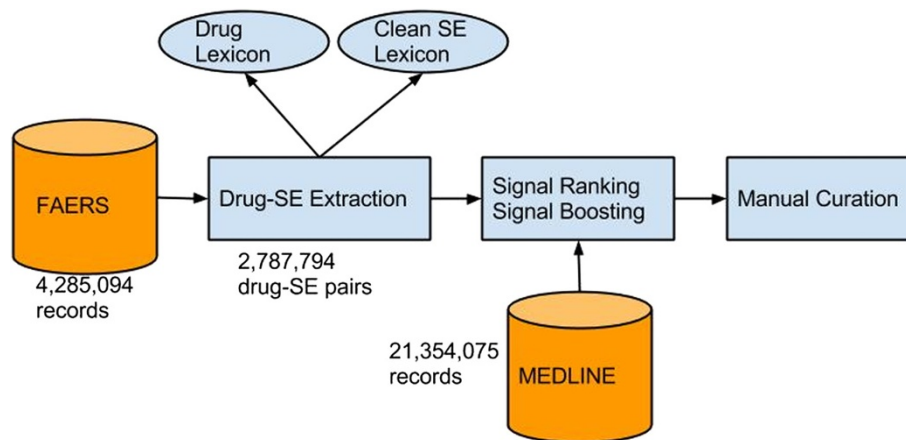 Drug
Lexicon
Clean SE
Lexicon
FAERS
Drug-SE Extraction
Signal Ranking
Signal Boosting
Manual Curation
4,285,094
records
2,787,794
drug-SE pairs
21,354,075
records
MEDLINE